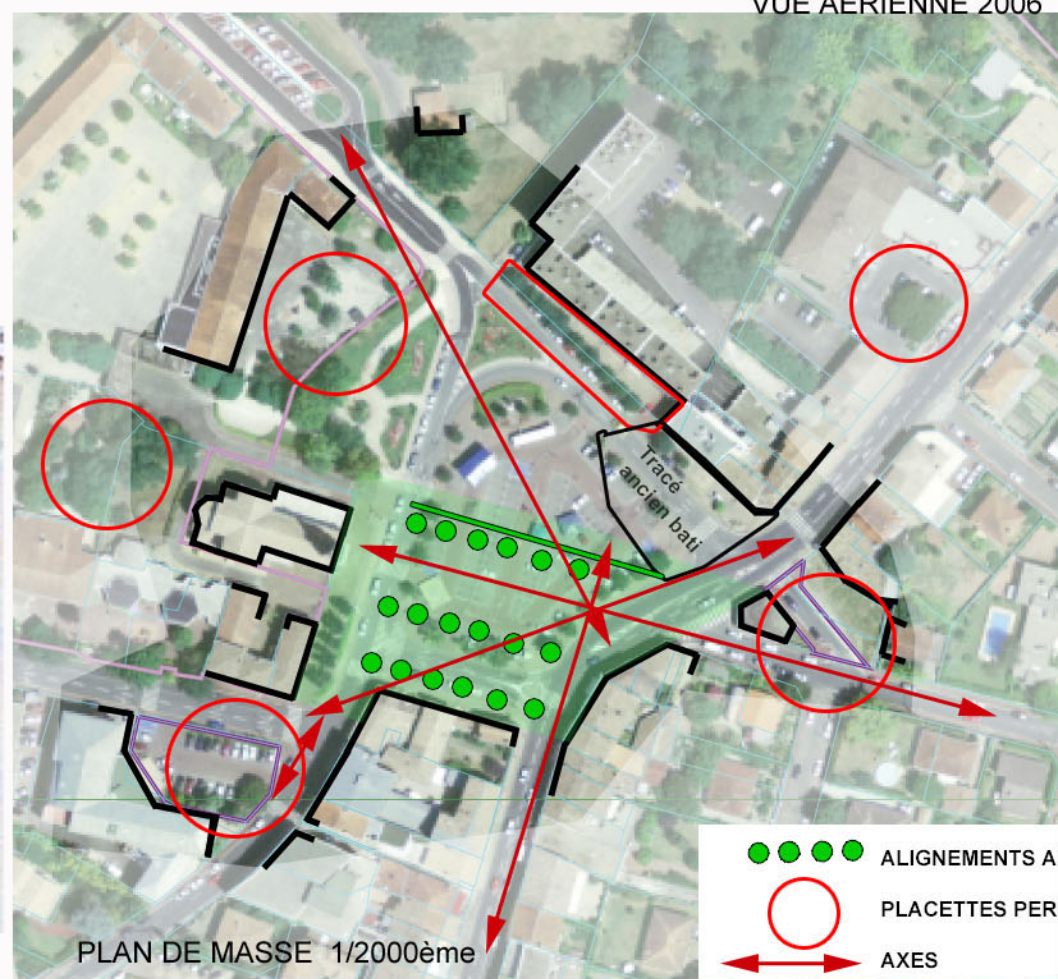 VUE AERIENNE 2006
Tracé
ancien bati
ALIGNEMENTS A
PLACETTES PER
AXES
PLAN DE MASSE 1/2000ème